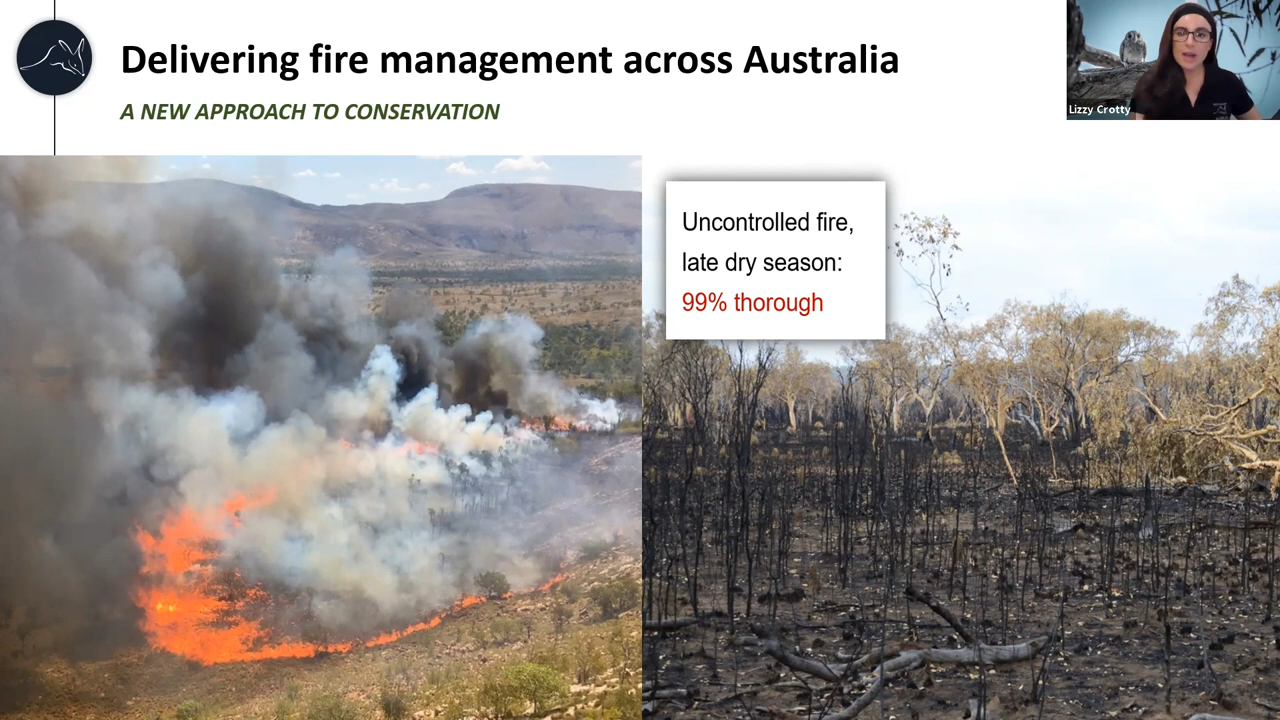 Delivering fire management across Australia
A NEW APPROACH TO CONSERVATION
Lizzy Crotty
Uncontrolled fire,
late dry season:
99% thorough